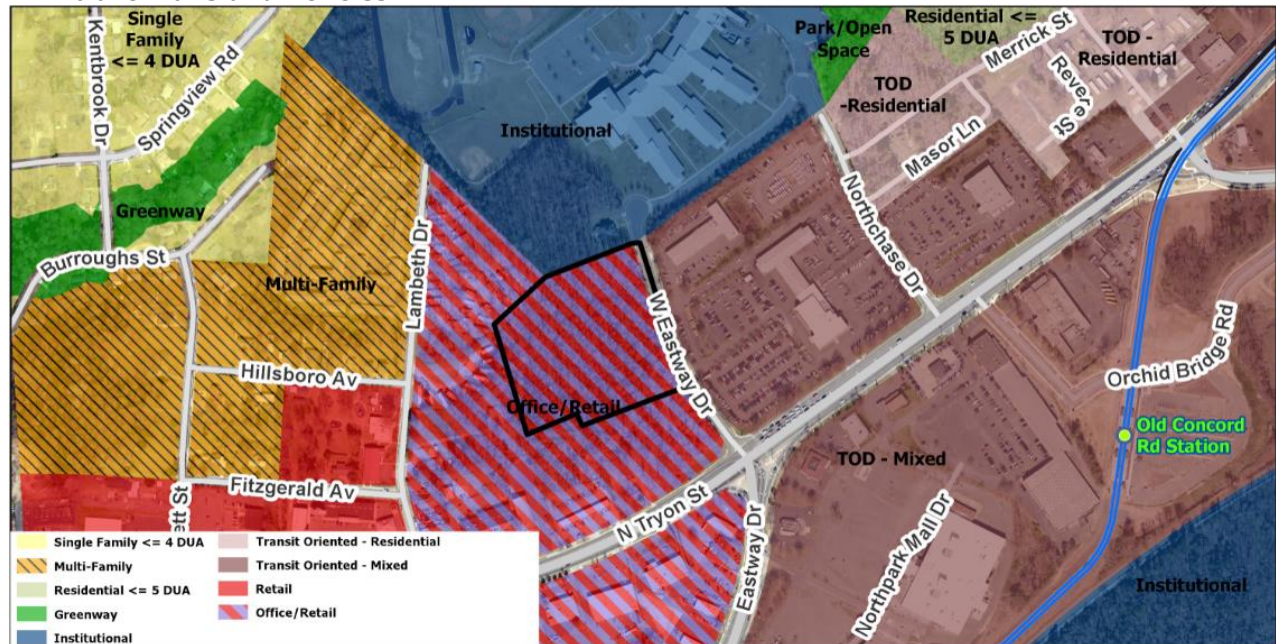 Single
Family
<= 4 DUA
Kentbrook Dr
Springview Rd
Greenway
Burroughs St
Multi-Family
Lambeth Dr
Hillsboro Av
Fitzgerald Av
ett St
Institutional
Park/Open
Space
Residential <=
5 DUA
Merrick St
TOD -
Residential
TOD
-Residential
Revere St
Masor Ln
Northchase Dr
W Eastway Dr
Office/Retail
N Tryon St
Eastway Dr
TOD - Mixed
Northpark Mall Dr
Orchid Bridge Rd
Old Concord
Rd Station
Institutional
Single Family <= 4 DUA
Multi-Family
Residential <= 5 DUA
Greenway
Institutional
Transit Oriented - Residential
Transit Oriented - Mixed
Retail
Office/Retail